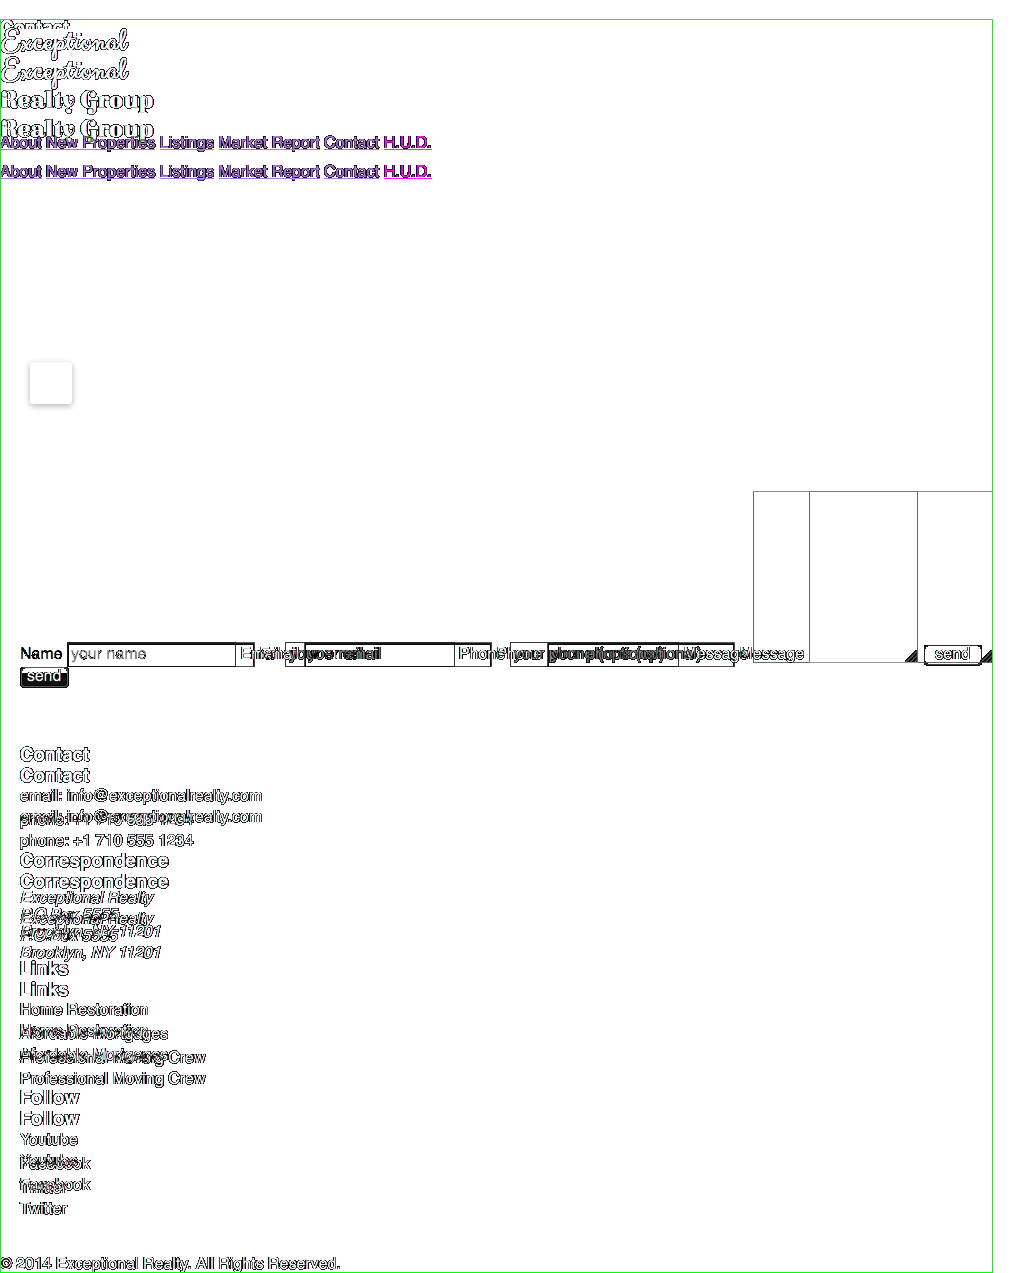 Contact
Exceptional
Exceptional
Realty Group
Realty Group
About New Properties Listings Market Report Contact H.U.D.
About New Properties Listings Market Report Contact H.U.D.
Name your name Email your email Phone your phone (optional) Message Message send
send
Contact
Contact
email: info@exceptionalrealty.com
email: info@exceptionalrealty.com
phone: +1 710 555 1234
phone: +1 710 555 1234
Correspondence
Correspondence
Exceptional Realty
P.O Box 5555
Exceptional Realty
Brooklyn, NY 11201
P.O Box 5555
Brooklyn, NY 11201
Links
Links
Home Restoration
Home Restoration
Afordable Mortgages
Afordable Mortgages
Professional Moving Crew
Professional Moving Crew
Follow
Follow
Youtube
Youtube
Facebook
Facebook
Twitter
Twitter
© 2014 Exceptional Realty. All Rights Reserved.